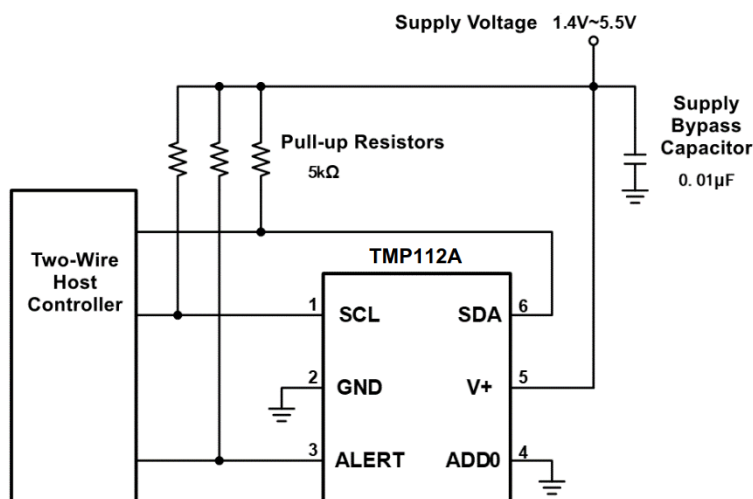 Supply Voltage 1.4V~5.5V
Supply
Bypass
Capacitor
0.01µF
Pull-up Resistors
5kΩ
Two-Wire
Host
Controller
TMP112A
1
SCL
SDA
6
2
GND
V+
5
3
ALERT
ADD0
4